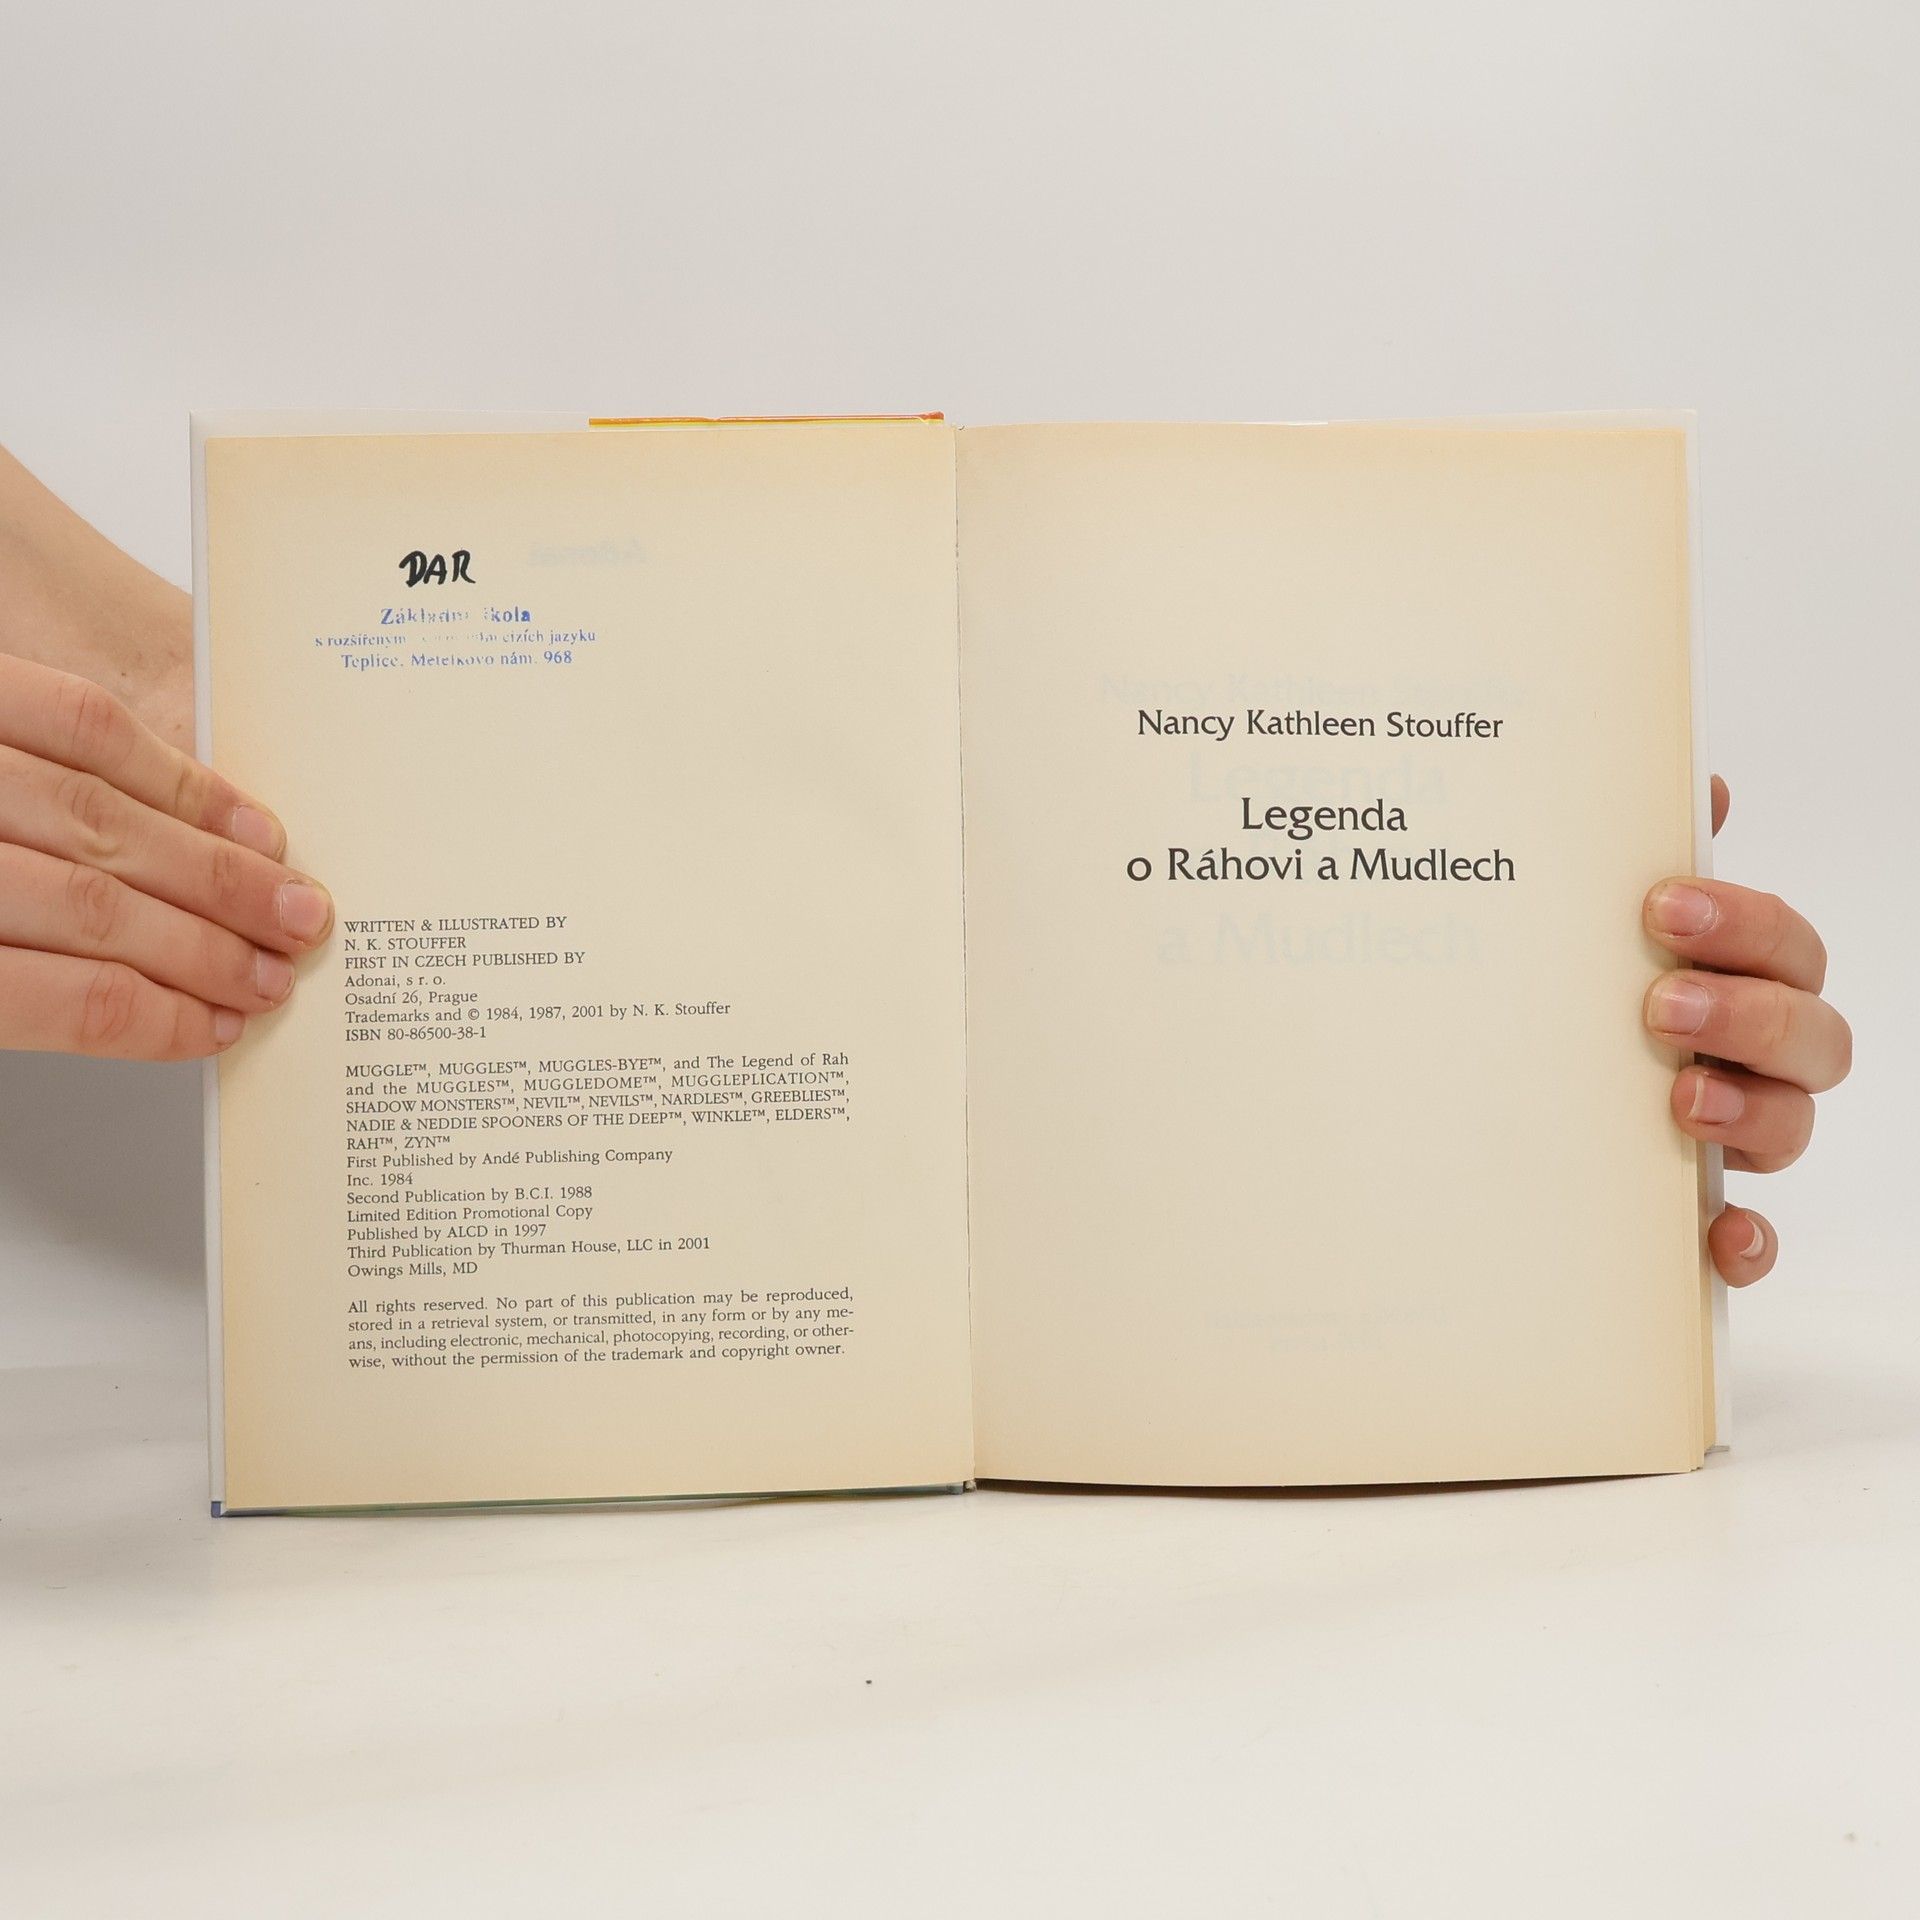 DAR
Základní škola
s rozšířeným cizích jazyku
Teplice, Metelkovo nám. 968
WRITTEN & ILLUSTRATED BY
N. K. STOUFFER
FIRST IN CZECH PUBLISHED BY
Adonai, s r. o.
Osadní 26, Prague
Trademarks and © 1984, 1987, 2001 by N. K. Stouffer
ISBN 80-86500-38-1
MUGGLE™, MUGGLES™, MUGGLES-BYE™, and The Legend of Rah
and the MUGGLES™, MUGGLEDOME™, MUGGLEPLICATION™,
SHADOW MONSTERS™, NEVIL™, NEVILS™, NARDLES™, GREEBLIES™,
NADIE & NEDDIE SPOONERS OF THE DEEP™, WINKLE™, ELDERS™,
RAH™, ZYN™
First Published by Andé Publishing Company
Inc. 1984
Second Publication by B.C.I. 1988
Limited Edition Promotional Copy
Published by ALCD in 1997
Third Publication by Thurman House, LLC in 2001
Owings Mills, MD
All rights reserved. No part of this publication may be reproduced,
stored in a retrieval system, or transmitted, in any form or by any me-
ans, including electronic, mechanical, photocopying, recording, or other-
wise, without the permission of the trademark and copyright owner.
Nancy Kathleen Stouffer
Legenda
o Ráhovi a Mudlech